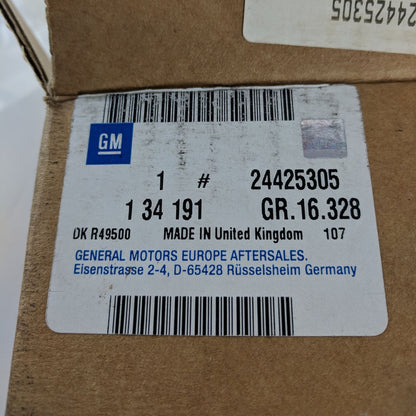 24425305
GM
1 # 24425305
1 34 191 GR.16.328
DK R49500 MADE IN United Kingdom 107
GENERAL MOTORS EUROPE AFTERSALES.
Eisenstrasse 2-4, D-65428 Rüsselsheim Germany